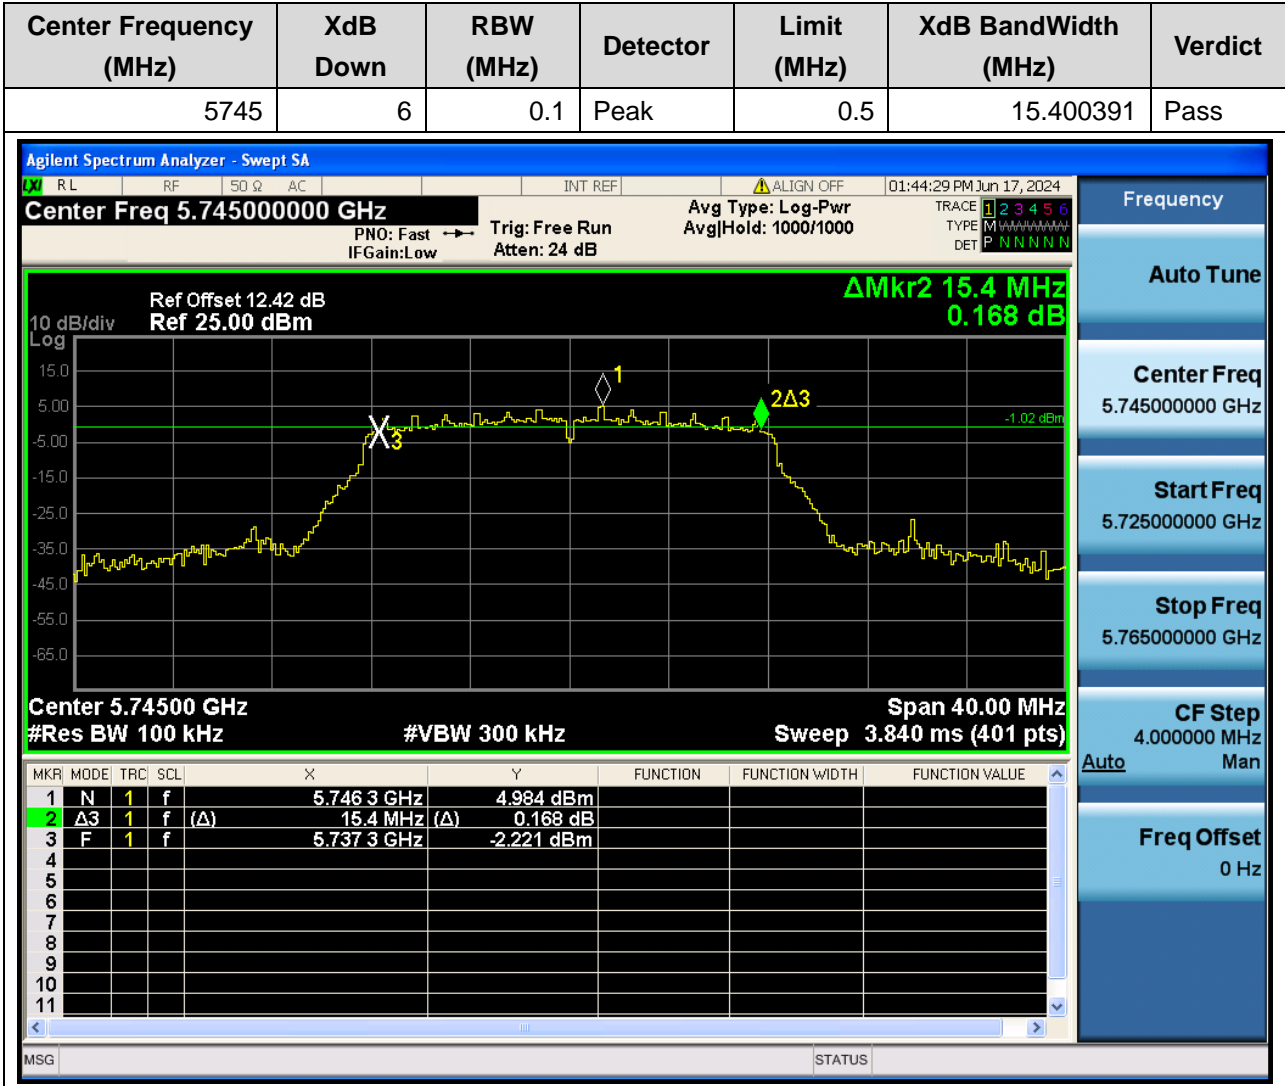 Center Frequency (MHz) XdB Down RBW (MHz) Detector Limit (MHz) XdB BandWidth (MHz) Verdict
5745 6 0.1 Peak 0.5 15.400391 Pass
Agilent Spectrum Analyzer - Swept SA
LXI RL RF 50 Ω AC INT REF ALIGN OFF 01:44:29 PM Jun 17, 2024
Center Freq 5.745000000 GHz
PNO: Fast
IFGain:Low
Trig: Free Run
Atten: 24 dB
Avg Type: Log-Pwr
Avg|Hold: 1000/1000
TRACE 1 2 3 4 5 6
TYPE M
DET P N N N N N
ΔMkr2 15.4 MHz
0.168 dB
Ref Offset 12.42 dB
10 dB/div Ref 25.00 dBm
Log
15.0
5.00
-5.00
-15.0
-25.0
-35.0
-45.0
-55.0
-65.0
1
2Δ3
3
-1.02 dBm
Center 5.74500 GHz Span 40.00 MHz
#Res BW 100 kHz #VBW 300 kHz Sweep 3.840 ms (401 pts)
MKR MODE TRC SCL X Y FUNCTION FUNCTION WIDTH FUNCTION VALUE
1 N 1 f 5.746 3 GHz 4.984 dBm
2 Δ3 1 f (Δ) 15.4 MHz (Δ) 0.168 dB
3 F 1 f 5.737 3 GHz -2.221 dBm
4
5
6
7
8
9
10
11
MSG STATUS
Frequency
Auto Tune
Center Freq
5.745000000 GHz
Start Freq
5.725000000 GHz
Stop Freq
5.765000000 GHz
CF Step
4.000000 MHz
Auto Man
Freq Offset
0 Hz